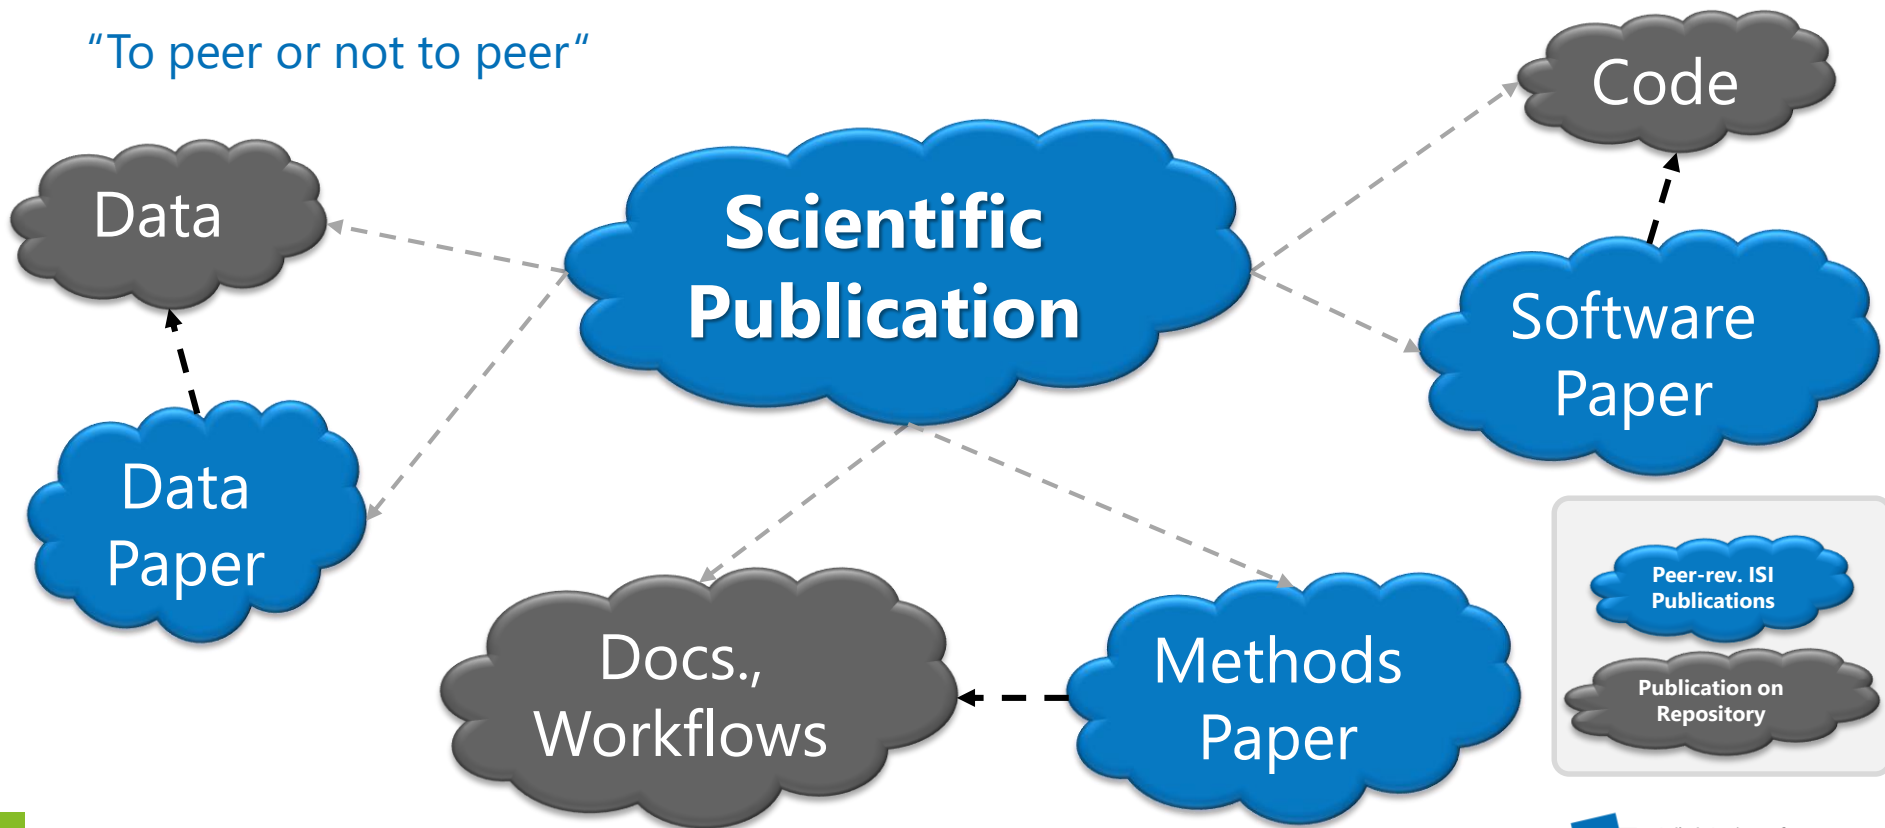 “To peer or not to peer“
Code
Data
Scientific
Publication
Software
Paper
Data
Paper
Docs.,
Workflows
Methods
Paper
Peer-rev. ISI
Publications
Publication on
Repository